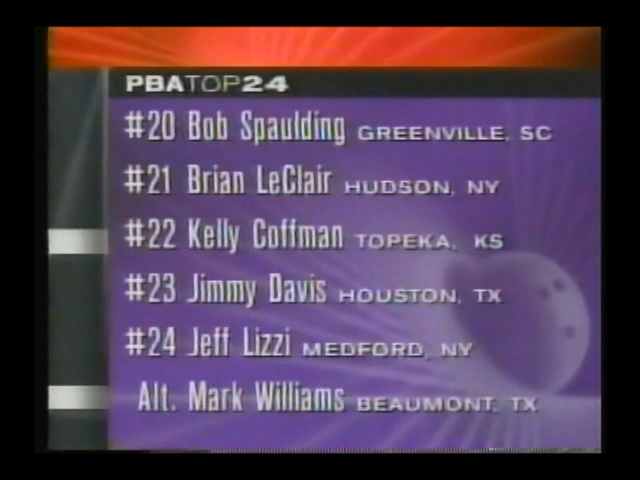 PBATOP24
#20 Bob Spaulding GREENVILLE, SC
#21 Brian LeClair HUDSON, NY
#22 Kelly Coffman TOPEKA, KS
#23 Jimmy Davis HOUSTON, TX
#24 Jeff Lizzi MEDFORD, NY
Alt. Mark Williams BEAUMONT, TX